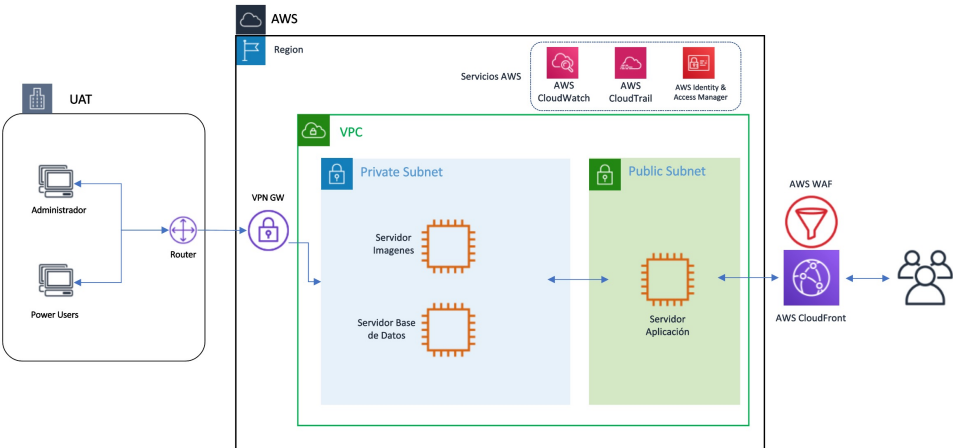 AWS
Region
Servicios AWS
AWS
CloudWatch
AWS
CloudTrail
AWS Identity &
Access Manager
UAT
VPC
Private Subnet
Public Subnet
Administrador
Router
Power Users
VPN GW
Servidor
Imagenes
Servidor Base
de Datos
Servidor
Aplicación
AWS WAF
AWS CloudFront